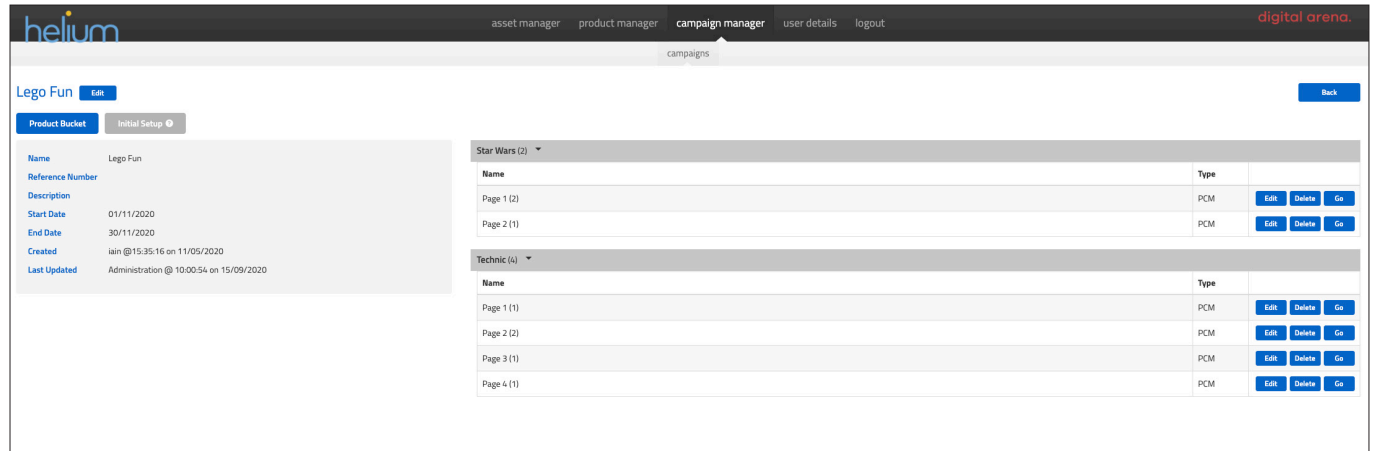 helium
asset manager product manager campaign manager user details logout
digital arena.
campaigns
Lego Fun Edit
Back
Product Bucket Initial Setup ?
Name Lego Fun
Reference Number
Description
Start Date 01/11/2020
End Date 30/11/2020
Created iain @15:35:16 on 11/05/2020
Last Updated Administration @ 10:00:54 on 15/09/2020
Star Wars (2)
Name Type
Page 1 (2) PCM Edit Delete Go
Page 2 (1) PCM Edit Delete Go
Technic (4)
Name Type
Page 1 (1) PCM Edit Delete Go
Page 2 (2) PCM Edit Delete Go
Page 3 (1) PCM Edit Delete Go
Page 4 (1) PCM Edit Delete Go